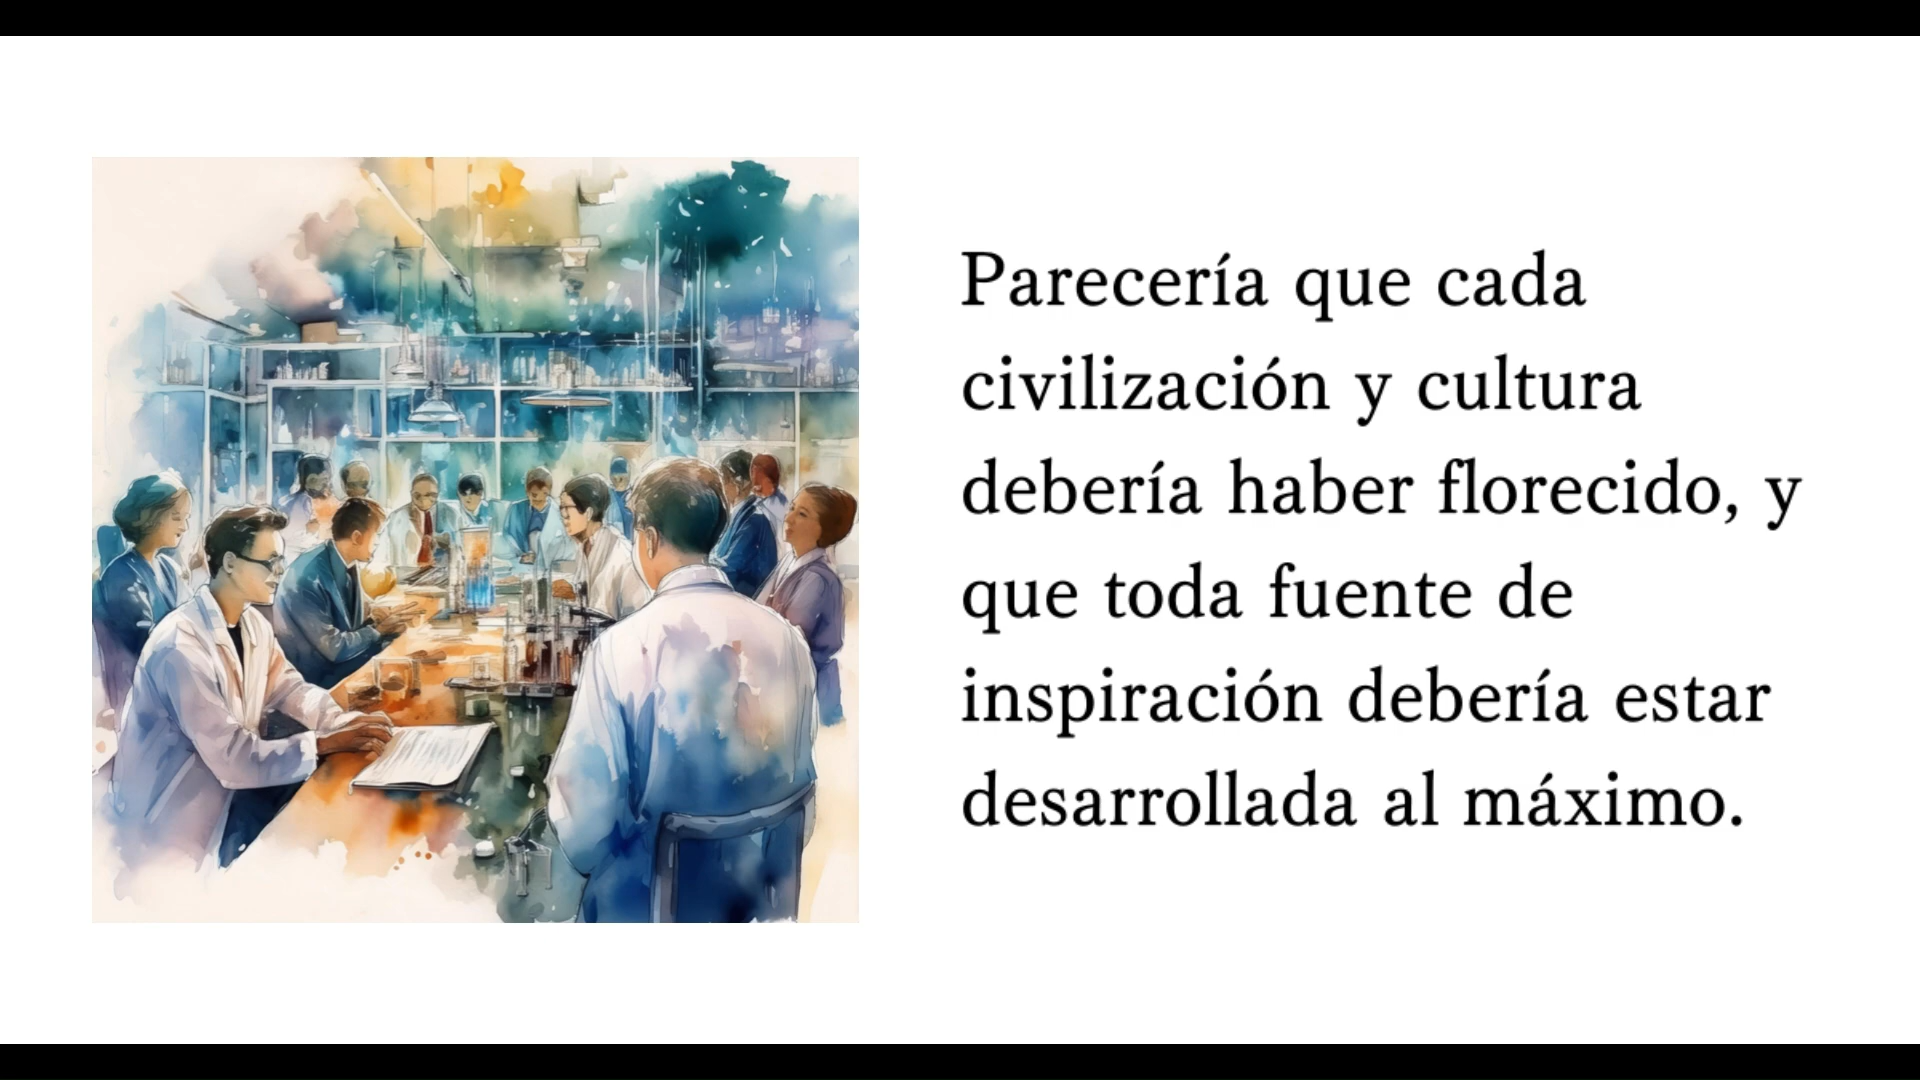 Parecería que cada
civilización y cultura
debería haber florecido, y
que toda fuente de
inspiración debería estar
desarrollada al máximo.